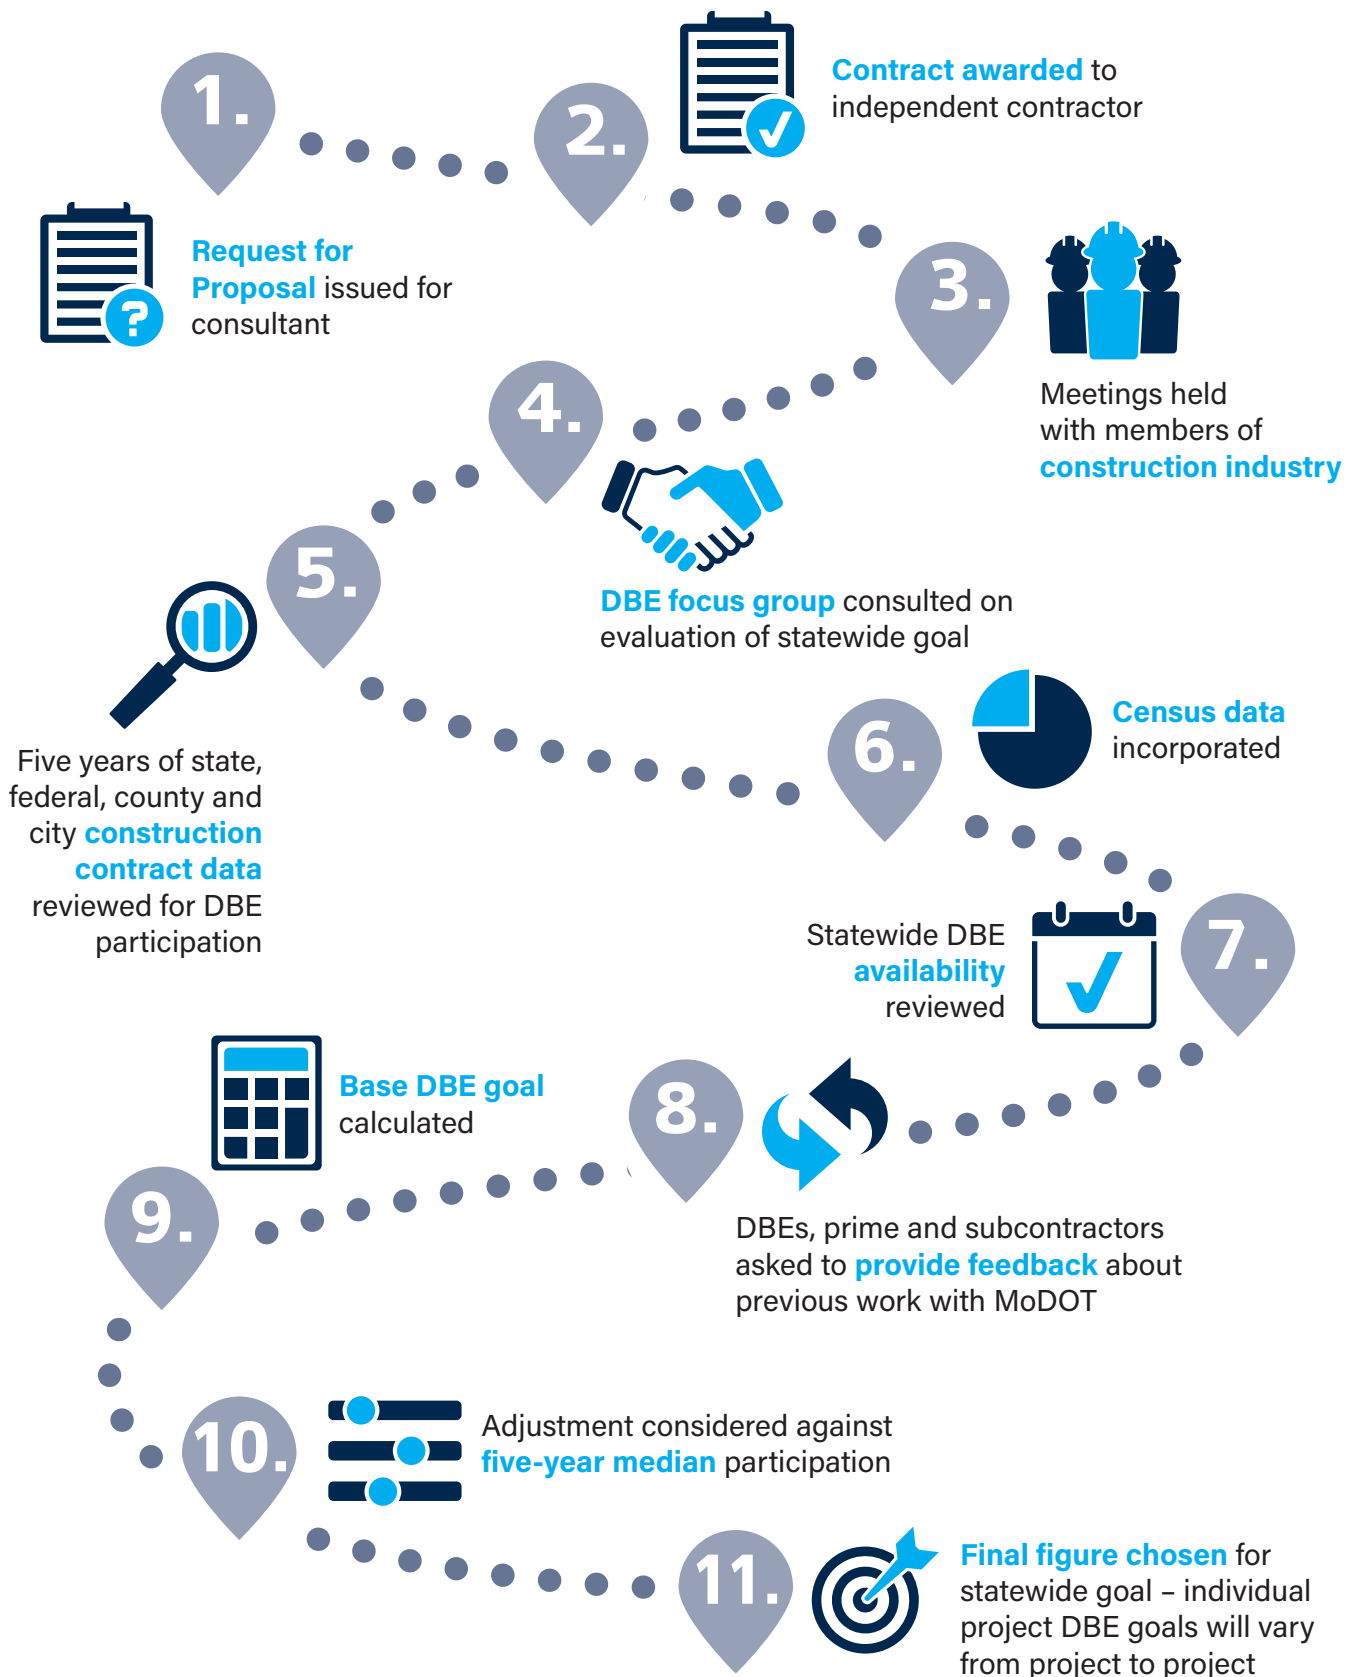 1.
Request for
Proposal issued for
consultant
?
2.
Contract awarded to
independent contractor
3.
Meetings held
with members of
construction industry
4.
DBE focus group consulted on
evaluation of statewide goal
5.
Five years of state,
federal, county and
city construction
contract data
reviewed for DBE
participation
6.
Census data
incorporated
7.
Statewide DBE
availability
reviewed
8.
DBEs, prime and subcontractors
asked to provide feedback about
previous work with MoDOT
9.
Base DBE goal
calculated
10.
Adjustment considered against
five-year median participation
11.
Final figure chosen for
statewide goal – individual
project DBE goals will vary
from project to project